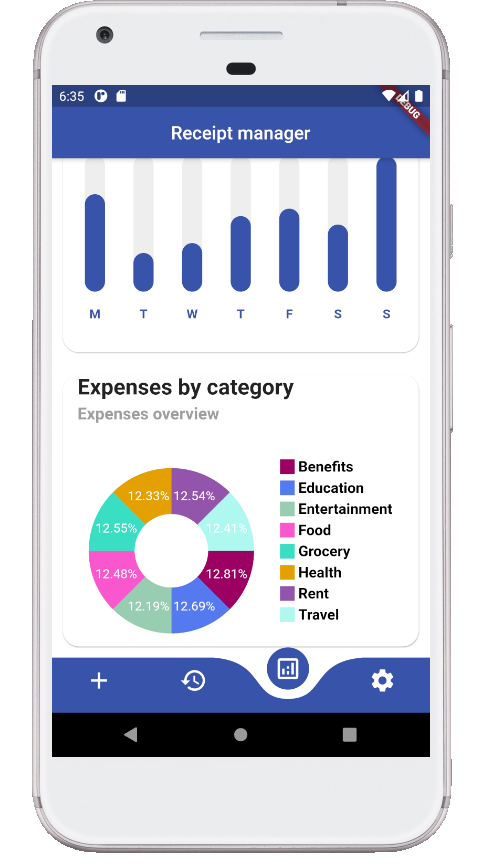 6:35
DEBUG
Receipt manager
M T W T F S S
Expenses by category
Expenses overview
12.33% 12.54%
12.55% 12.41%
12.48% 12.81%
12.19% 12.69%
Benefits
Education
Entertainment
Food
Grocery
Health
Rent
Travel